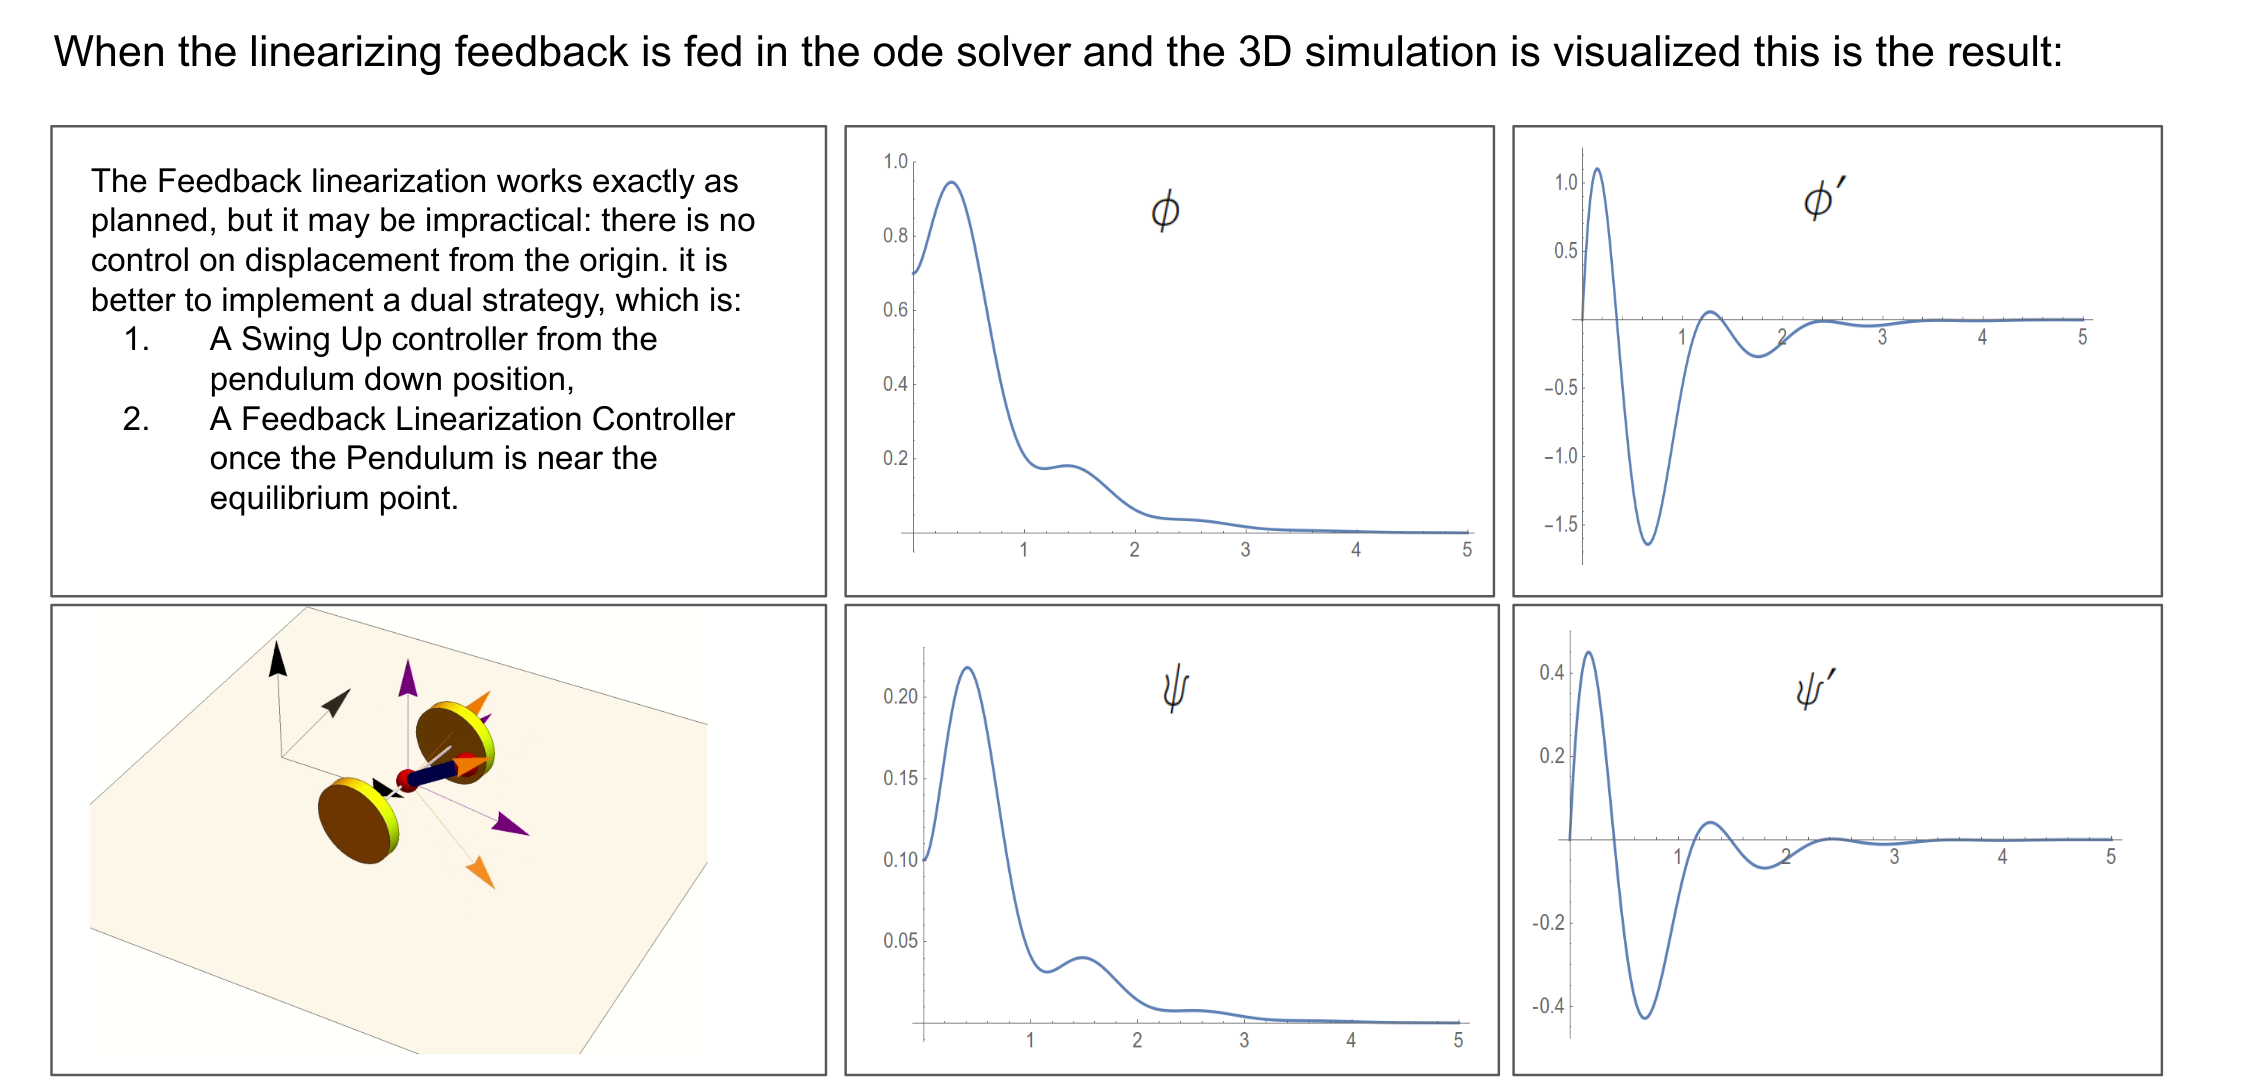 When the linearizing feedback is fed in the ode solver and the 3D simulation is visualized this is the result:
The Feedback linearization works exactly as
planned, but it may be impractical: there is no
control on displacement from the origin. it is
better to implement a dual strategy, which is:
1. A Swing Up controller from the
pendulum down position,
2. A Feedback Linearization Controller
once the Pendulum is near the
equilibrium point.
ϕ
1.0
0.8
0.6
0.4
0.2
1 2 3 4 5
ϕ′
1.0
0.5
−0.5
−1.0
−1.5
1 2 3 4 5
ψ
0.20
0.15
0.10
0.05
1 2 3 4 5
ψ′
0.4
0.2
-0.2
-0.4
1 2 3 4 5